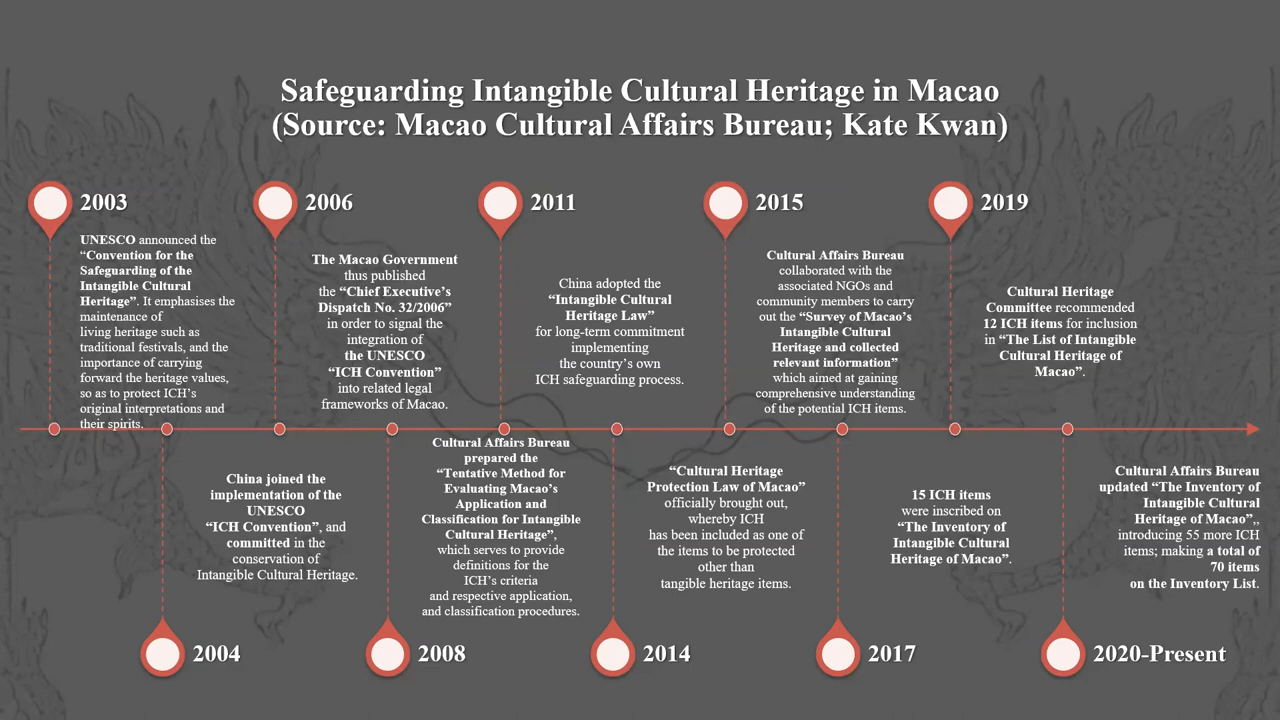 Safeguarding Intangible Cultural Heritage in Macao
(Source: Macao Cultural Affairs Bureau; Kate Kwan)
2003
UNESCO announced the
“Convention for the
Safeguarding of the
Intangible Cultural
Heritage”. It emphasises the
maintenance of
living heritage such as
traditional festivals, and the
importance of carrying
forward the heritage values,
so as to protect ICH’s
original interpretations and
their spirits.
2006
The Macao Government
thus published
the “Chief Executive’s
Dispatch No. 32/2006”
in order to signal the
integration of
the UNESCO
“ICH Convention”
into related legal
frameworks of Macao.
2011
China adopted the
“Intangible Cultural
Heritage Law”
for long-term commitment
implementing
the country’s own
ICH safeguarding process.
2015
Cultural Affairs Bureau
collaborated with the
associated NGOs and
community members to carry
out the “Survey of Macao’s
Intangible Cultural
Heritage and collected
relevant information”
which aimed at gaining
comprehensive understanding
of the potential ICH items.
2019
Cultural Heritage
Committee recommended
12 ICH items for inclusion
in “The List of Intangible
Cultural Heritage of
Macao”.
China joined the
implementation of the
UNESCO
“ICH Convention”, and
committed in the
conservation of
Intangible Cultural Heritage.
2004
Cultural Affairs Bureau
prepared the
“Tentative Method for
Evaluating Macao’s
Application and
Classification for Intangible
Cultural Heritage”,
which serves to provide
definitions for the
ICH’s criteria
and respective application,
and classification procedures.
2008
“Cultural Heritage
Protection Law of Macao”
officially brought out,
whereby ICH
has been included as one of
the items to be protected
other than
tangible heritage items.
2014
15 ICH items
were inscribed on
“The Inventory of
Intangible Cultural
Heritage of Macao”.
2017
Cultural Affairs Bureau
updated “The Inventory of
Intangible Cultural
Heritage of Macao”,,
introducing 55 more ICH
items; making a total of
70 items
on the Inventory List.
2020-Present